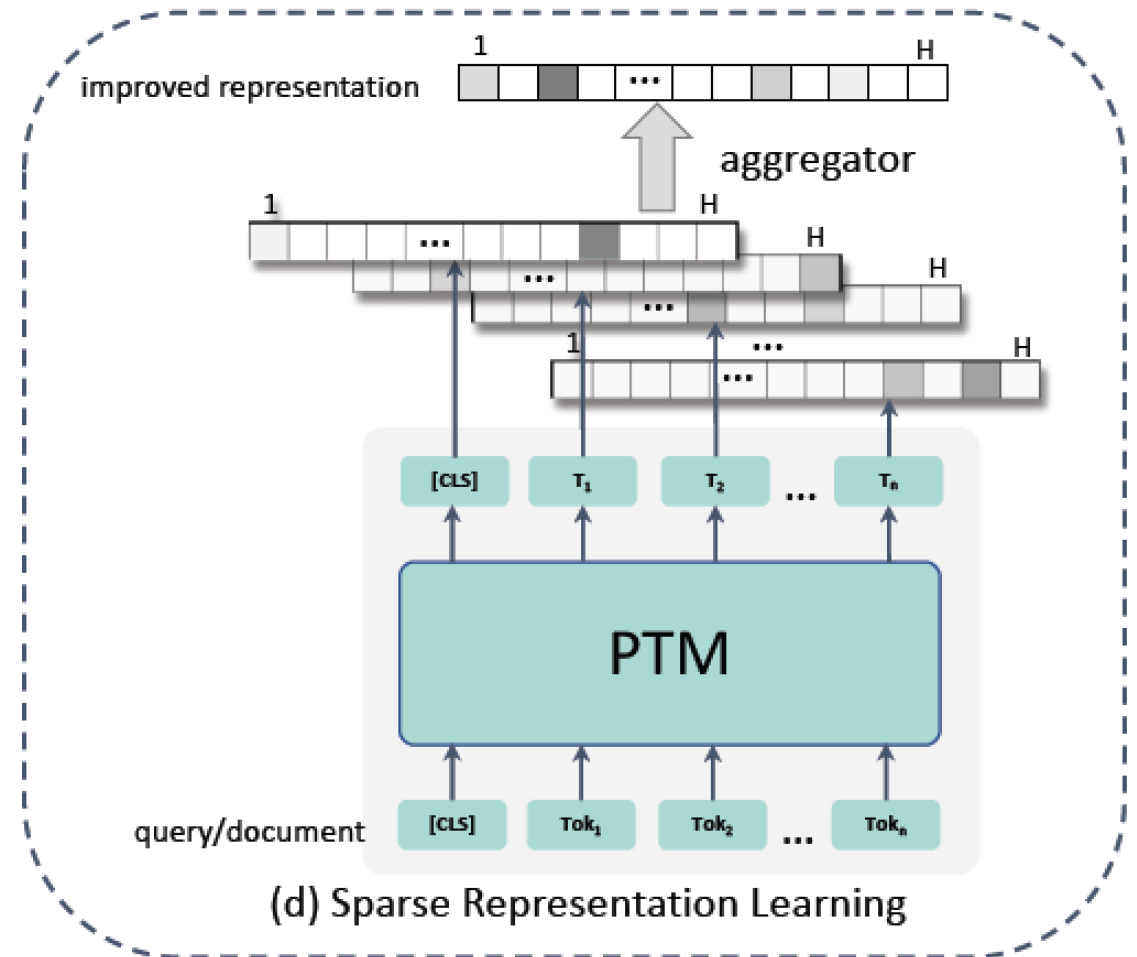 1 H
improved representation ...
aggregator
1 H
... H
... H
...
1 ... H
...
[CLS] T₁ T₂ ... Tₙ
PTM
query/document [CLS] Tok₁ Tok₂ ... Tokₙ
(d) Sparse Representation Learning